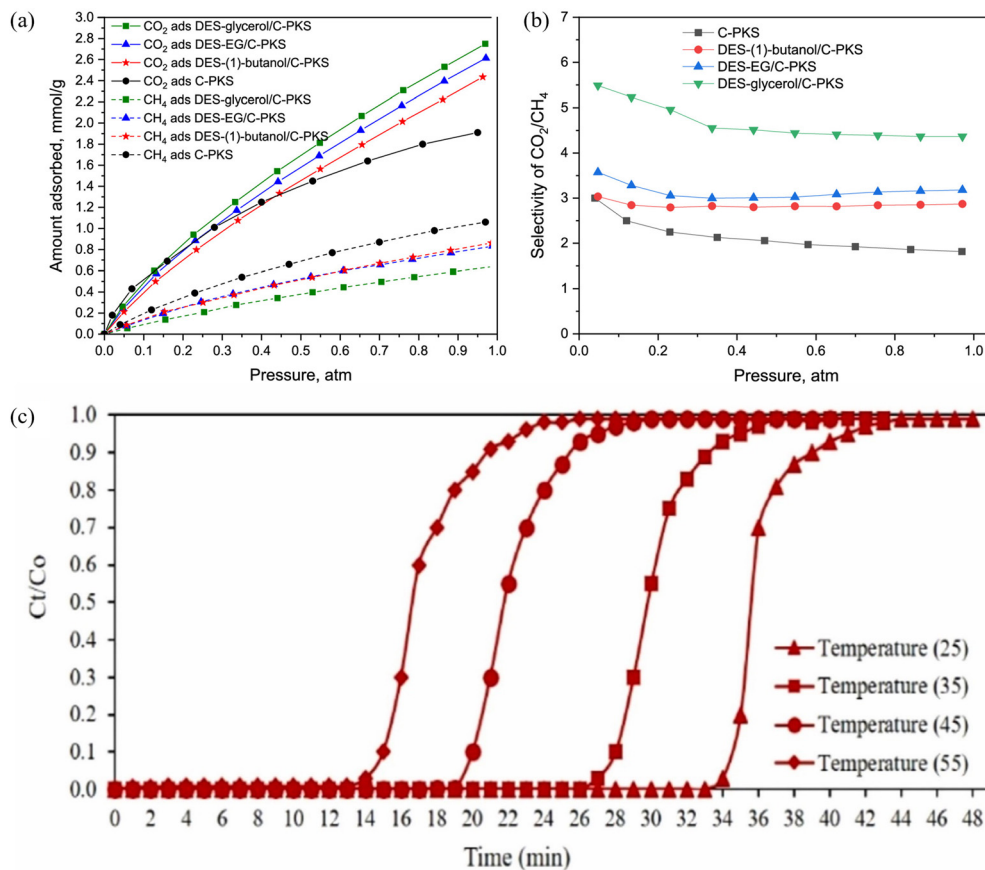 (a)
Amount adsorbed, mmol/g
3.0
2.8
2.6
2.4
2.2
2.0
1.8
1.6
1.4
1.2
1.0
0.8
0.6
0.4
0.2
0.0
CO₂ ads DES-glycerol/C-PKS
CO₂ ads DES-EG/C-PKS
CO₂ ads DES-(1)-butanol/C-PKS
CO₂ ads C-PKS
CH₄ ads DES-glycerol/C-PKS
CH₄ ads DES-EG/C-PKS
CH₄ ads DES-(1)-butanol/C-PKS
CH₄ ads C-PKS
0.0 0.1 0.2 0.3 0.4 0.5 0.6 0.7 0.8 0.9 1.0
Pressure, atm
(b)
Selectivity of CO₂/CH₄
7
6
5
4
3
2
1
0
C-PKS
DES-(1)-butanol/C-PKS
DES-EG/C-PKS
DES-glycerol/C-PKS
0.0 0.2 0.4 0.6 0.8 1.0
Pressure, atm
(c)
Ct/Co
1.0
0.9
0.8
0.7
0.6
0.5
0.4
0.3
0.2
0.1
0.0
Temperature (25)
Temperature (35)
Temperature (45)
Temperature (55)
0 2 4 6 8 10 12 14 16 18 20 22 24 26 28 30 32 34 36 38 40 42 44 46 48
Time (min)